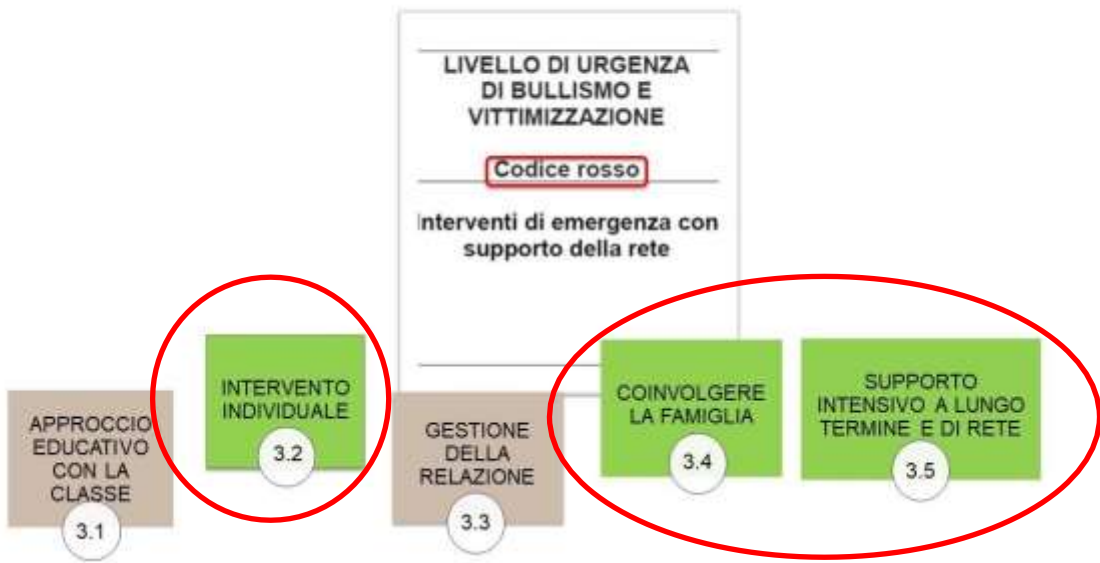 LIVELLO DI URGENZA
DI BULLISMO E
VITTIMIZZAZIONE
Codice rosso
Interventi di emergenza con
supporto della rete
APPROCCIO
EDUCATIVO
CON LA
CLASSE
3.1
INTERVENTO
INDIVIDUALE
3.2
GESTIONE
DELLA
RELAZIONE
3.3
COINVOLGERE
LA FAMIGLIA
3.4
SUPPORTO
INTENSIVO A LUNGO
TERMINE E DI RETE
3.5